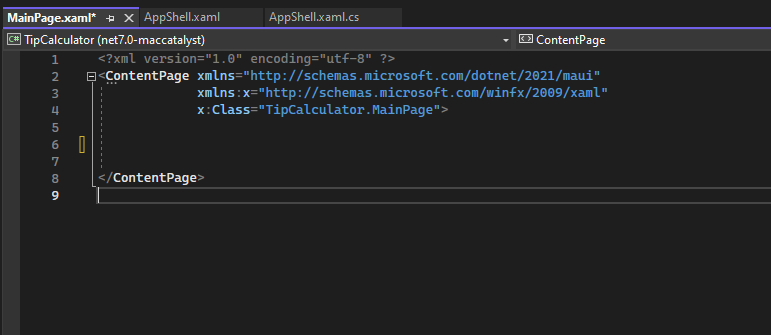 MainPage.xaml* AppShell.xaml AppShell.xaml.cs
TipCalculator (net7.0-maccatalyst) ContentPage
1 <?xml version="1.0" encoding="utf-8" ?>
2 <ContentPage xmlns="http://schemas.microsoft.com/dotnet/2021/maui"
3 xmlns:x="http://schemas.microsoft.com/winfx/2009/xaml"
4 x:Class="TipCalculator.MainPage">
5
6
7
8 </ContentPage>
9